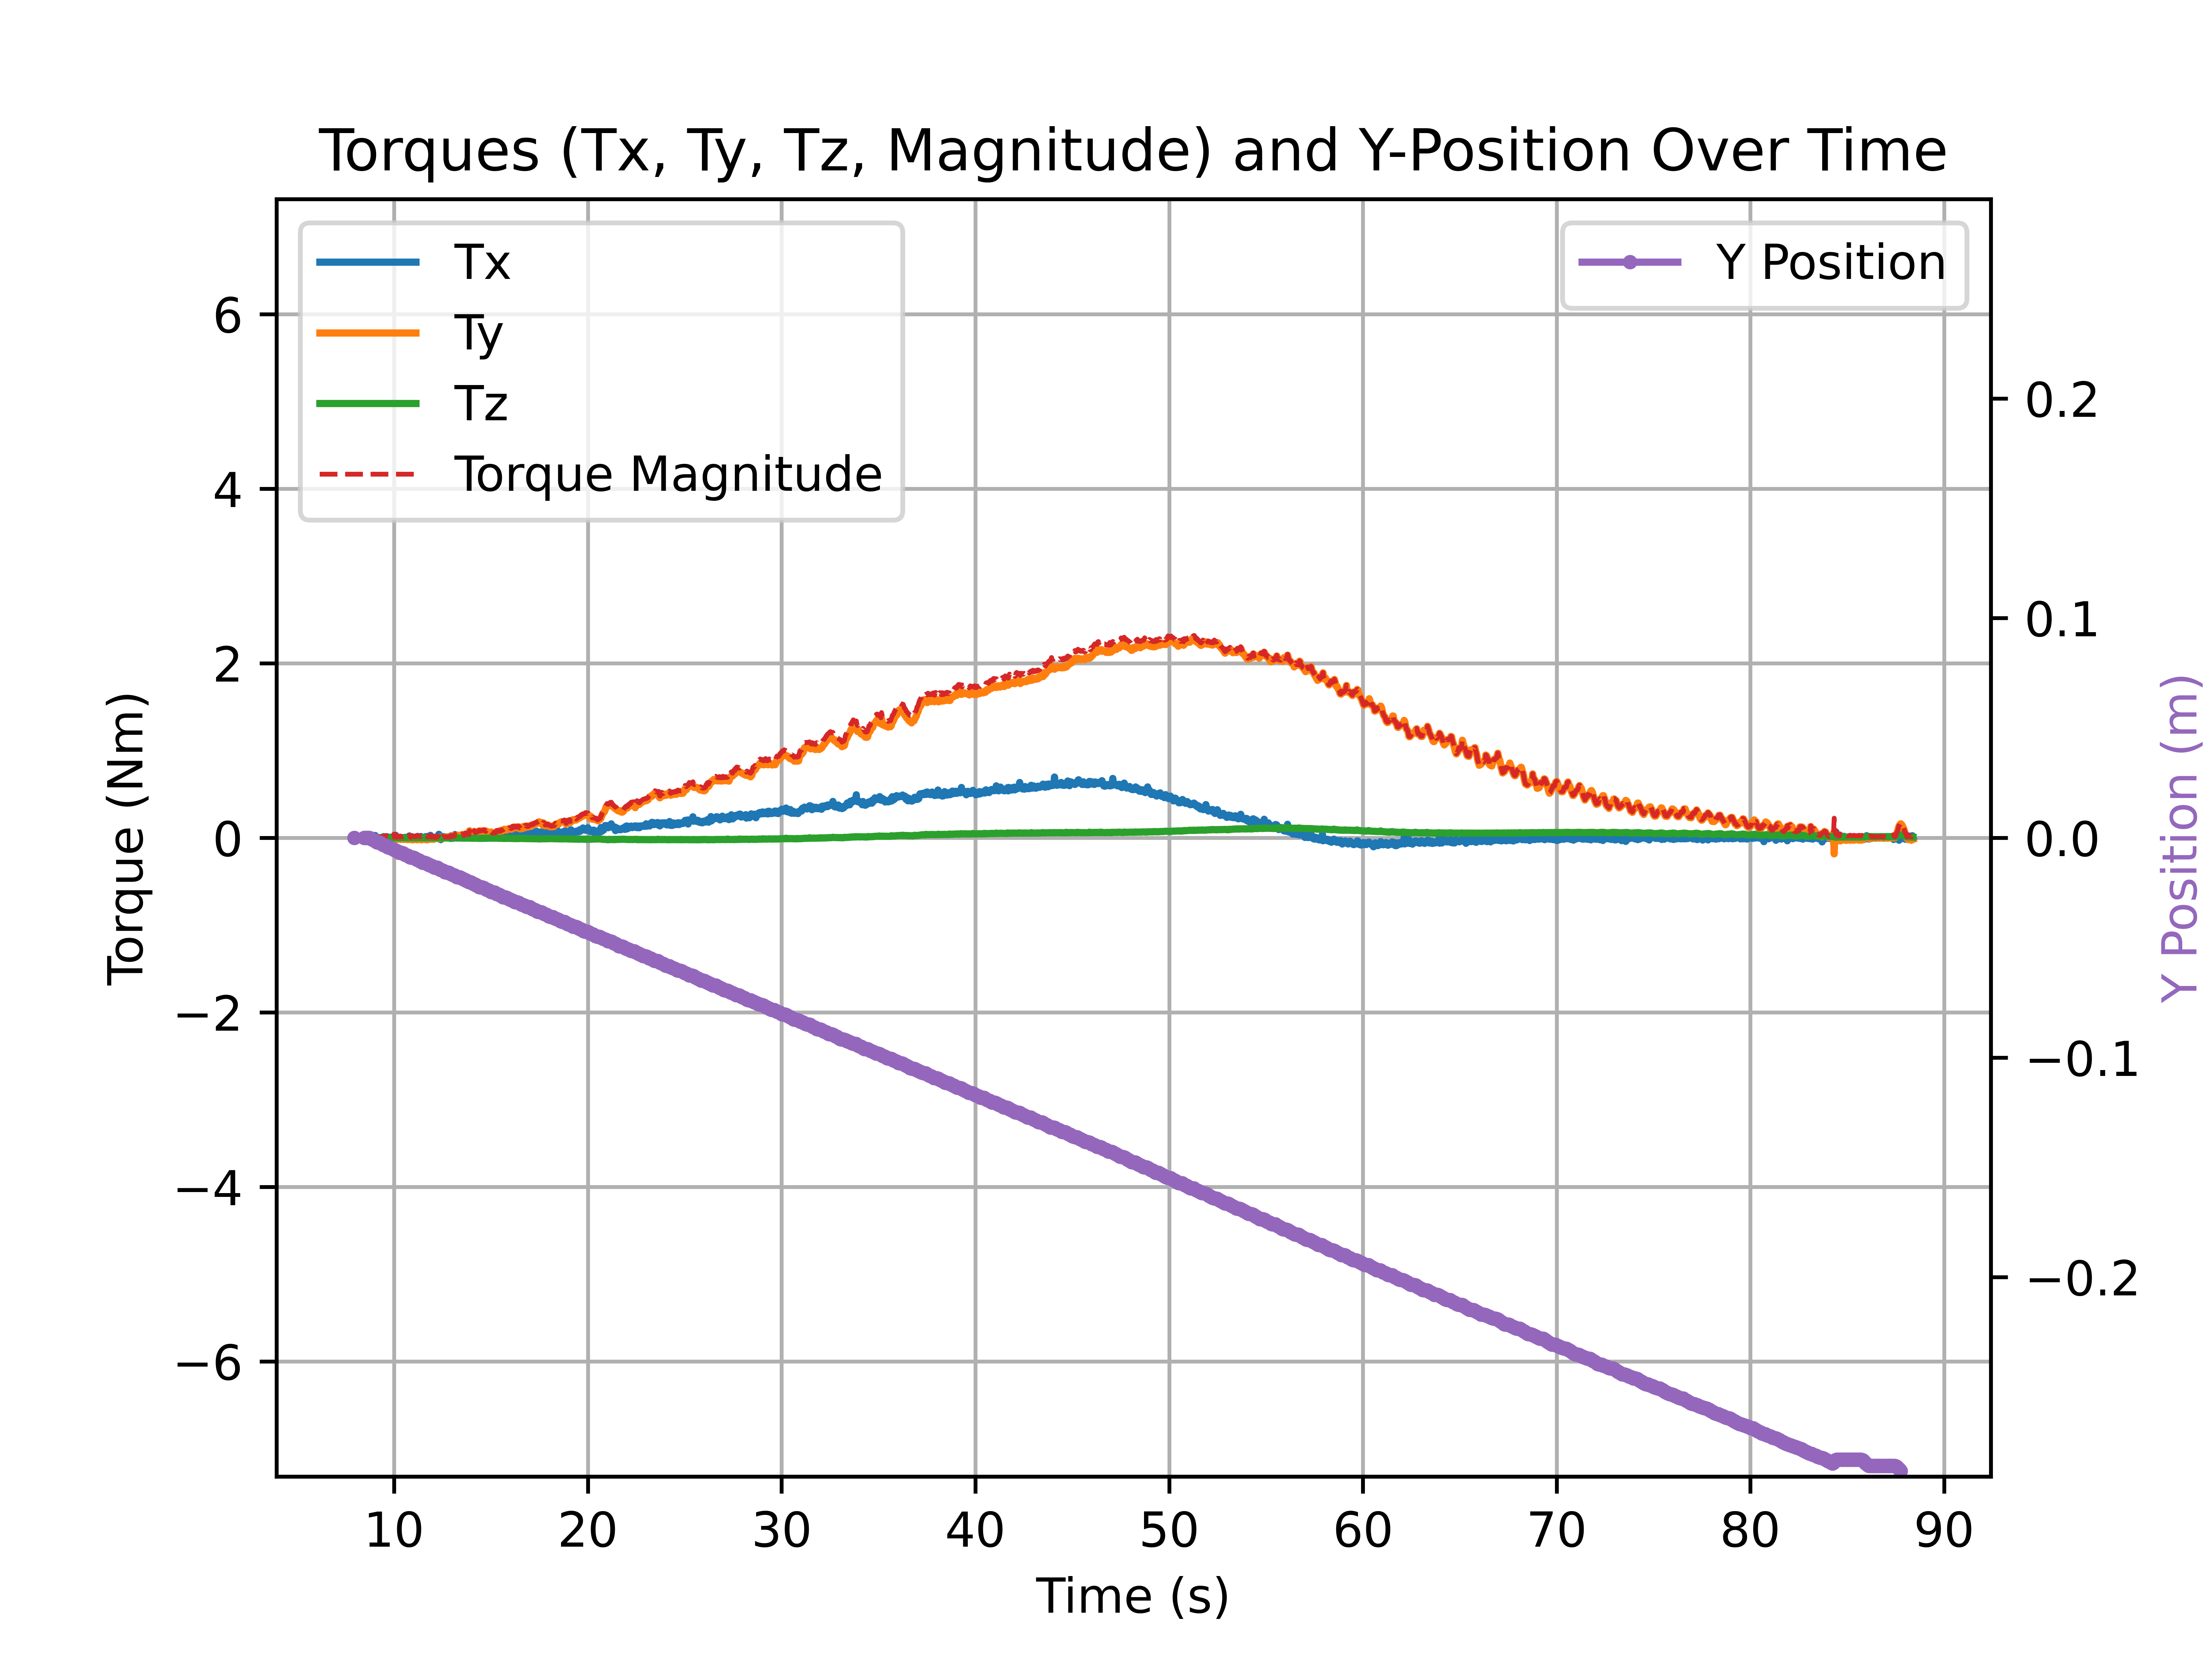 Torques (Tx, Ty, Tz, Magnitude) and Y-Position Over Time
Tx
Ty
Tz
Torque Magnitude
Y Position
6
4
2
0
−2
−4
−6
Torque (Nm)
0.2
0.1
0.0
−0.1
−0.2
Y Position (m)
10 20 30 40 50 60 70 80 90
Time (s)